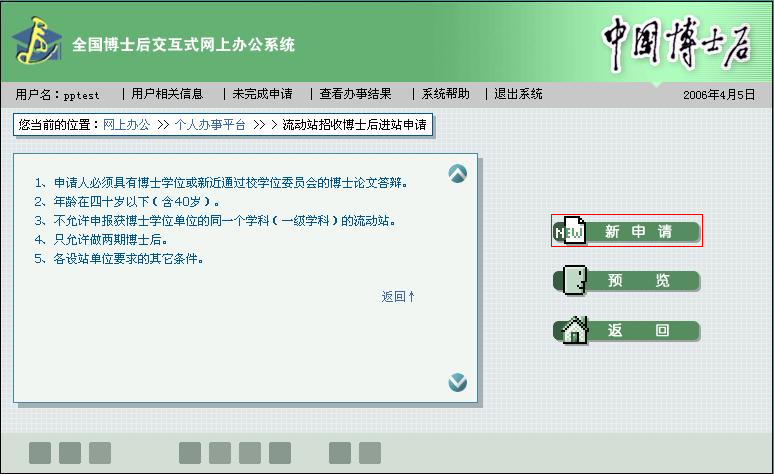 全国博士后交互式网上办公系统
中国博士后
用户名：pptest | 用户相关信息 | 未完成申请 | 查看办事结果 | 系统帮助 | 退出系统 2006年4月5日
您当前的位置：网上办公 >> 个人办事平台 >> > 流动站招收博士后进站申请
1、申请人必须具有博士学位或新近通过校学位委员会的博士论文答辩。
2、年龄在四十岁以下（含40岁）。
3、不允许申报获博士学位单位的同一个学科（一级学科）的流动站。
4、只允许做两期博士后。
5、各设站单位要求的其它条件。
返回↑
NEW 新申请
预览
返回